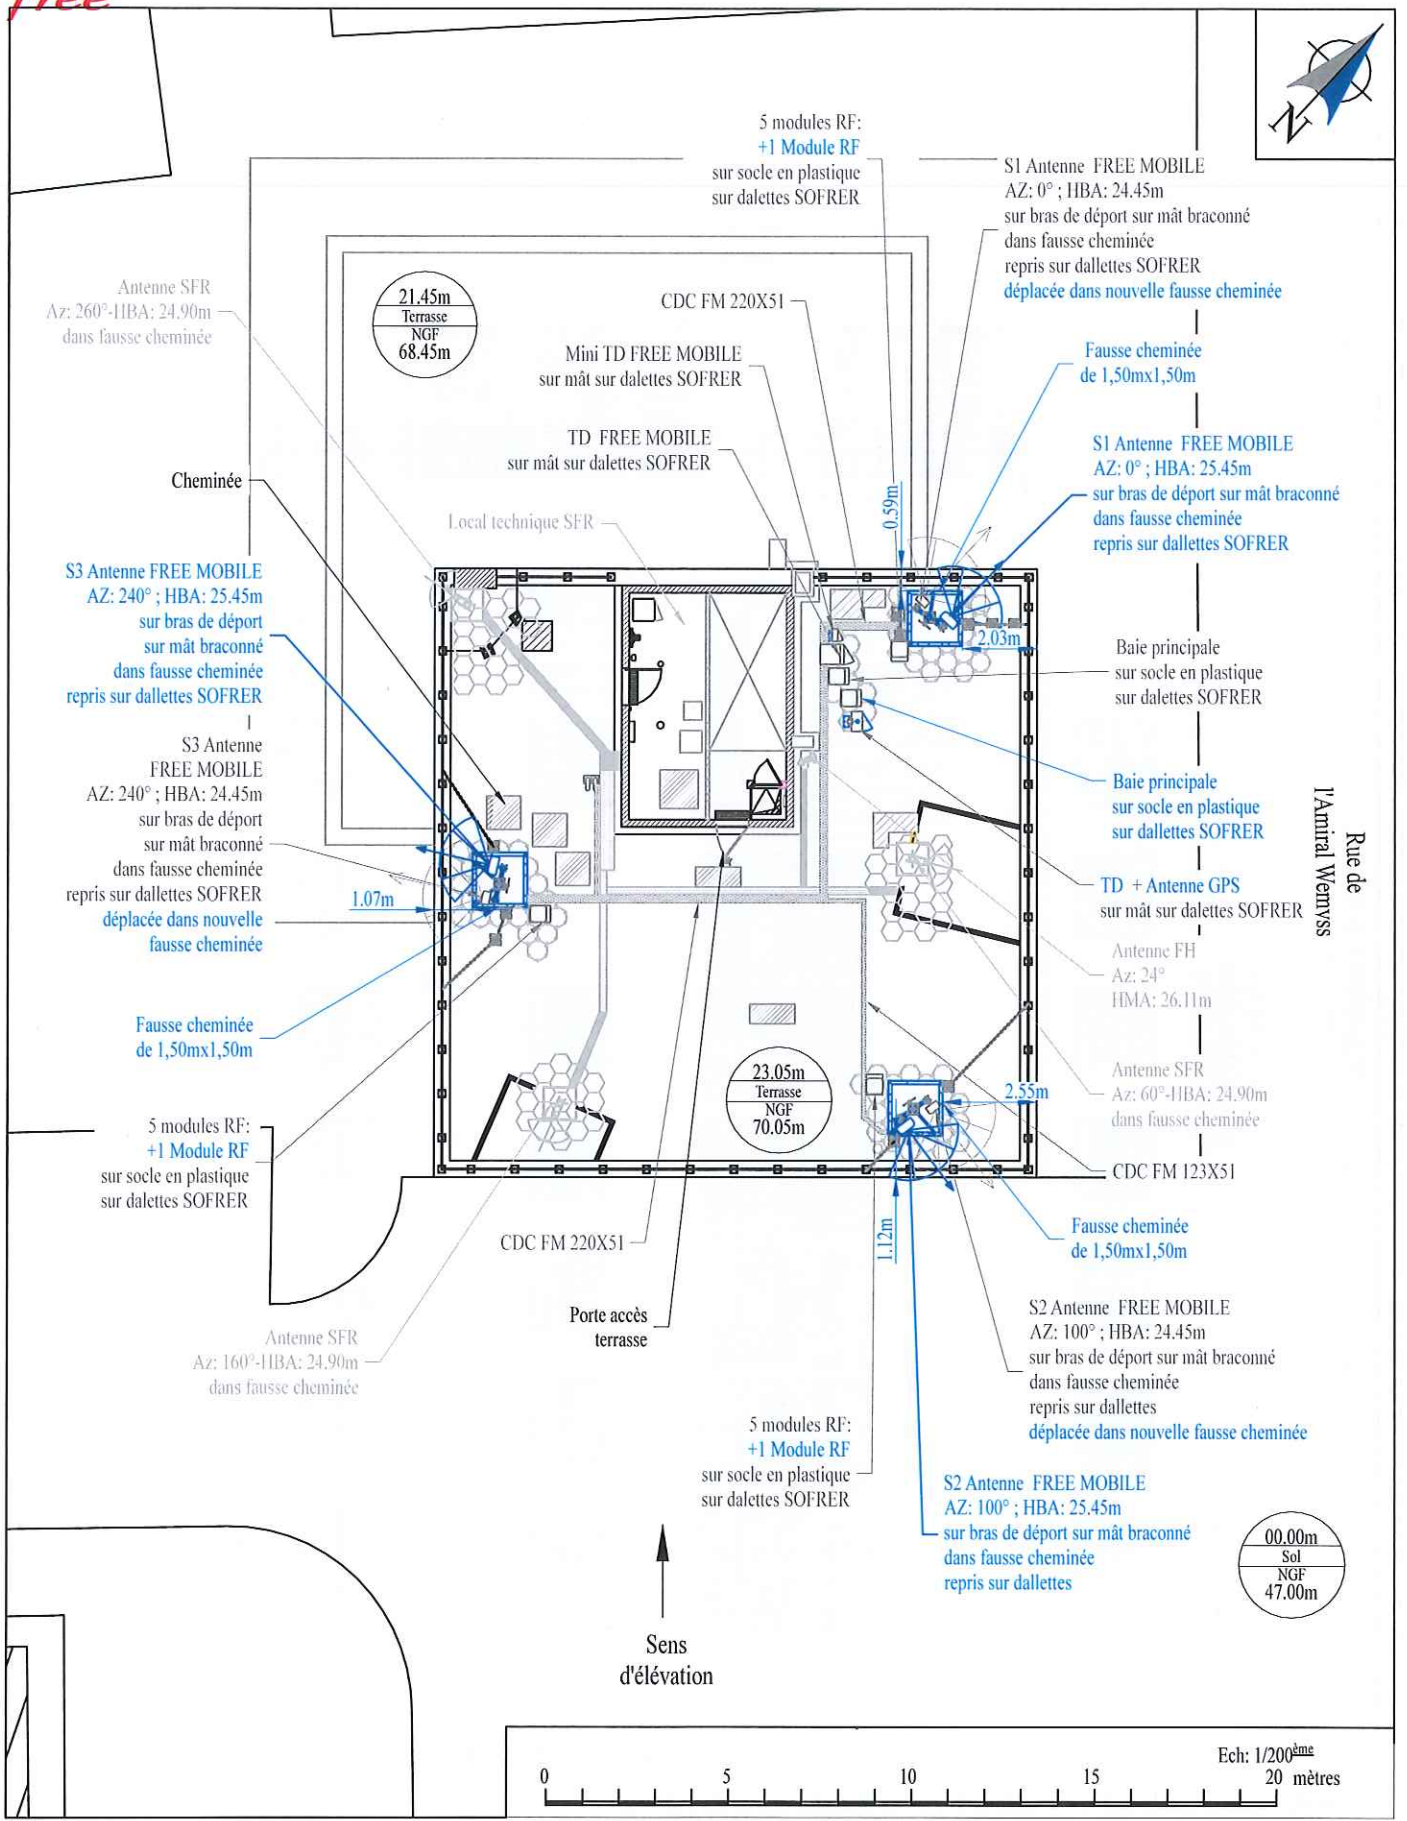 free
N
5 modules RF:
+1 Module RF
sur socle en plastique
sur dalettes SOFRER
S1 Antenne FREE MOBILE
AZ: 0° ; HBA: 24.45m
sur bras de déport sur mât braconné
dans fausse cheminée
repris sur dallettes SOFRER
déplacée dans nouvelle fausse cheminée
Antenne SFR
Az: 260°-HBA: 24.90m
dans fausse cheminée
21.45m
Terrasse
NGF
68.45m
CDC FM 220X51
Mini TD FREE MOBILE
sur mât sur dalettes SOFRER
TD FREE MOBILE
sur mât sur dalettes SOFRER
Fausse cheminée
de 1,50mx1,50m
S1 Antenne FREE MOBILE
AZ: 0° ; HBA: 25.45m
sur bras de déport sur mât braconné
dans fausse cheminée
repris sur dallettes SOFRER
Cheminée
Local technique SFR
0.59m
S3 Antenne FREE MOBILE
AZ: 240° ; HBA: 25.45m
sur bras de déport
sur mât braconné
dans fausse cheminée
repris sur dallettes SOFRER
2.03m
Baie principale
sur socle en plastique
sur dalettes SOFRER
S3 Antenne
FREE MOBILE
AZ: 240° ; HBA: 24.45m
sur bras de déport
sur mât braconné
dans fausse cheminée
repris sur dallettes SOFRER
déplacée dans nouvelle
fausse cheminée
1.07m
Baie principale
sur socle en plastique
sur dallettes SOFRER
Rue de
l'Amiral Wemyss
TD + Antenne GPS
sur mât sur dalettes SOFRER
Antenne FH
Az: 24°
HMA: 26.11m
Fausse cheminée
de 1,50mx1,50m
23.05m
Terrasse
NGF
70.05m
2.55m
Antenne SFR
Az: 60°-HBA: 24.90m
dans fausse cheminée
5 modules RF:
+1 Module RF
sur socle en plastique
sur dalettes SOFRER
CDC FM 123X51
CDC FM 220X51
1.12m
Fausse cheminée
de 1,50mx1,50m
Porte accès
terrasse
Antenne SFR
Az: 160°-HBA: 24.90m
dans fausse cheminée
S2 Antenne FREE MOBILE
AZ: 100° ; HBA: 24.45m
sur bras de déport sur mât braconné
dans fausse cheminée
repris sur dallettes
déplacée dans nouvelle fausse cheminée
5 modules RF:
+1 Module RF
sur socle en plastique
sur dalettes SOFRER
S2 Antenne FREE MOBILE
AZ: 100° ; HBA: 25.45m
sur bras de déport sur mât braconné
dans fausse cheminée
repris sur dallettes
00.00m
Sol
NGF
47.00m
Sens
d'élévation
Ech: 1/200ème
0 5 10 15 20 mètres